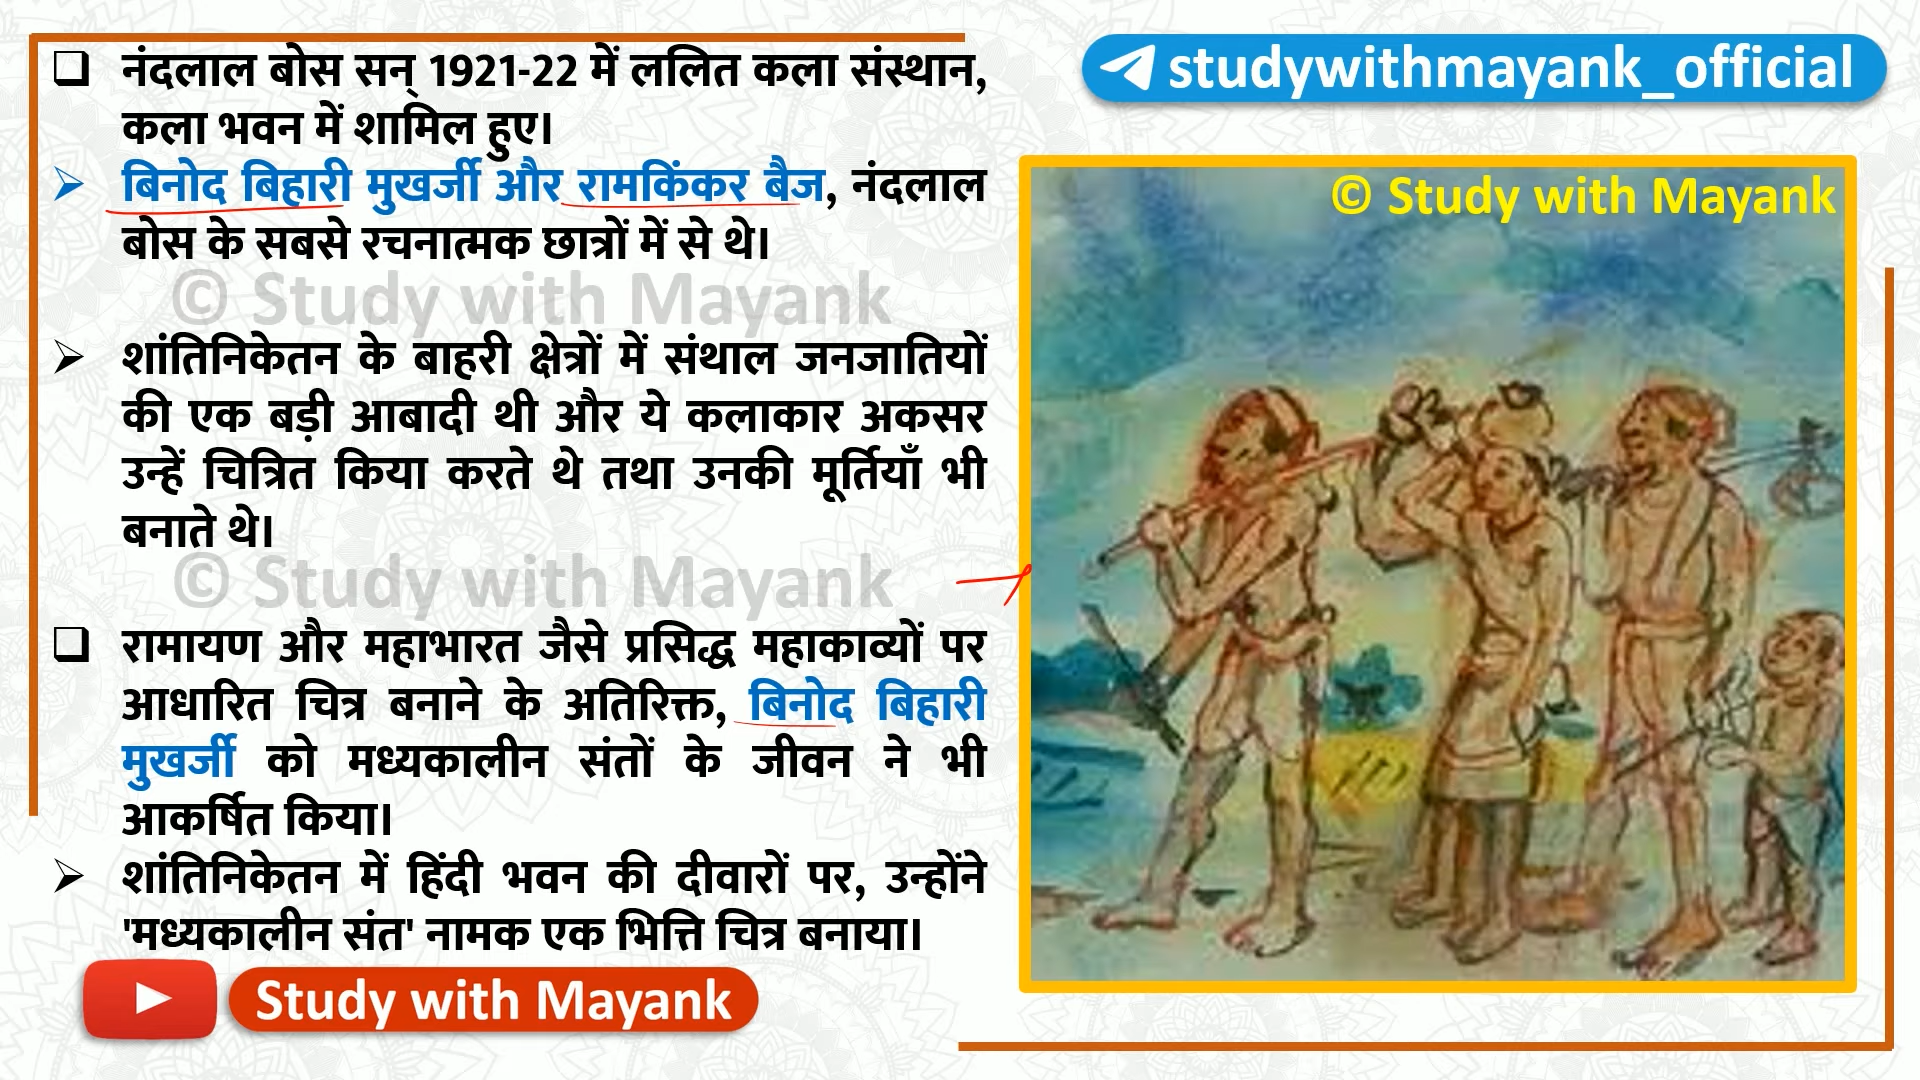 नंदलाल बोस सन् 1921-22 में ललित कला संस्थान,
कला भवन में शामिल हुए।
बिनोद बिहारी मुखर्जी और रामकिंकर बैज, नंदलाल
बोस के सबसे रचनात्मक छात्रों में से थे।
© Study with Mayank
शांतिनिकेतन के बाहरी क्षेत्रों में संथाल जनजातियों
की एक बड़ी आबादी थी और ये कलाकार अकसर
उन्हें चित्रित किया करते थे तथा उनकी मूर्तियाँ भी
बनाते थे।
© Study with Mayank
रामायण और महाभारत जैसे प्रसिद्ध महाकाव्यों पर
आधारित चित्र बनाने के अतिरिक्त, बिनोद बिहारी
मुखर्जी को मध्यकालीन संतों के जीवन ने भी
आकर्षित किया।
शांतिनिकेतन में हिंदी भवन की दीवारों पर, उन्होंने
'मध्यकालीन संत' नामक एक भित्ति चित्र बनाया।
Study with Mayank
studywithmayank_official
© Study with Mayank